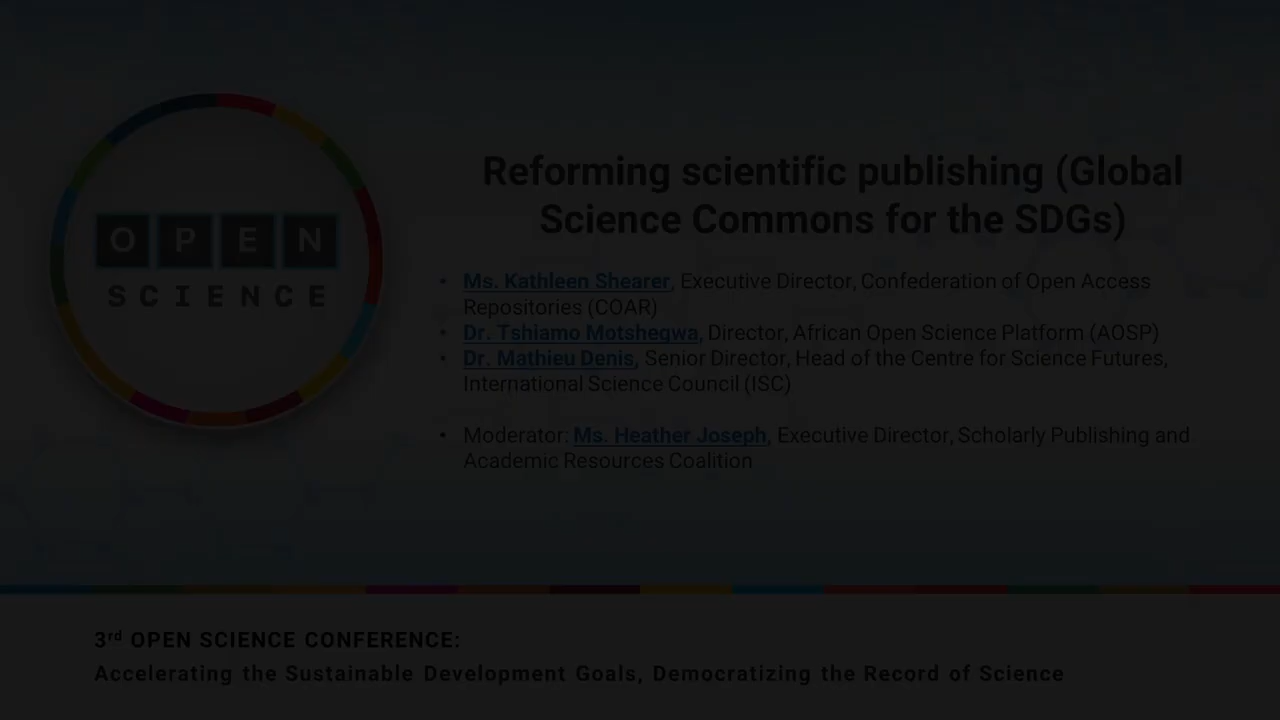 OPEN
SCIENCE
Reforming scientific publishing (Global
Science Commons for the SDGs)
• Ms. Kathleen Shearer, Executive Director, Confederation of Open Access
Repositories (COAR)
• Dr. Tshiamo Motshegwa, Director, African Open Science Platform (AOSP)
• Dr. Mathieu Denis, Senior Director, Head of the Centre for Science Futures,
International Science Council (ISC)
• Moderator: Ms. Heather Joseph, Executive Director, Scholarly Publishing and
Academic Resources Coalition
3rd OPEN SCIENCE CONFERENCE:
Accelerating the Sustainable Development Goals, Democratizing the Record of Science